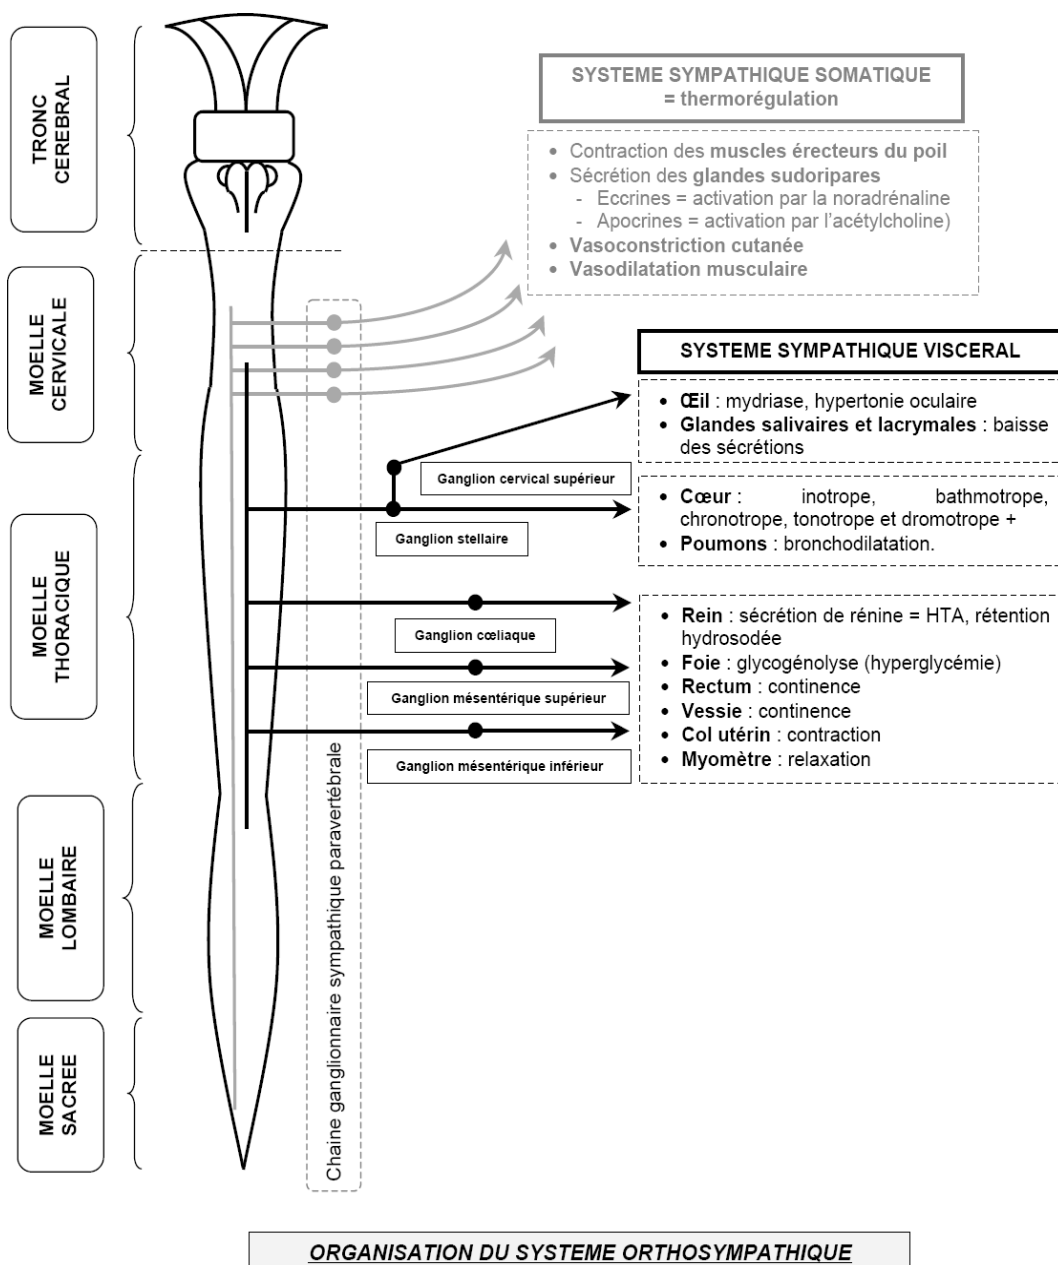 TRONC
CEREBRAL
MOELLE
CERVICALE
MOELLE
THORACIQUE
MOELLE
LOMBAIRE
MOELLE
SACREE
Chaine ganglionnaire sympathique paravertébrale
SYSTEME SYMPATHIQUE SOMATIQUE
= thermorégulation
• Contraction des muscles érecteurs du poil
• Sécrétion des glandes sudoripares
- Eccrines = activation par la noradrénaline
- Apocrines = activation par l'acétylcholine)
• Vasoconstriction cutanée
• Vasodilatation musculaire
SYSTEME SYMPATHIQUE VISCERAL
• Œil : mydriase, hypertonie oculaire
• Glandes salivaires et lacrymales : baisse
des sécrétions
Ganglion cervical supérieur
Ganglion stellaire
• Cœur : inotrope, bathmotrope,
chronotrope, tonotrope et dromotrope +
• Poumons : bronchodilatation.
Ganglion cœliaque
Ganglion mésentérique supérieur
Ganglion mésentérique inférieur
• Rein : sécrétion de rénine = HTA, rétention
hydrosodée
• Foie : glycogénolyse (hyperglycémie)
• Rectum : continence
• Vessie : continence
• Col utérin : contraction
• Myomètre : relaxation
ORGANISATION DU SYSTEME ORTHOSYMPATHIQUE